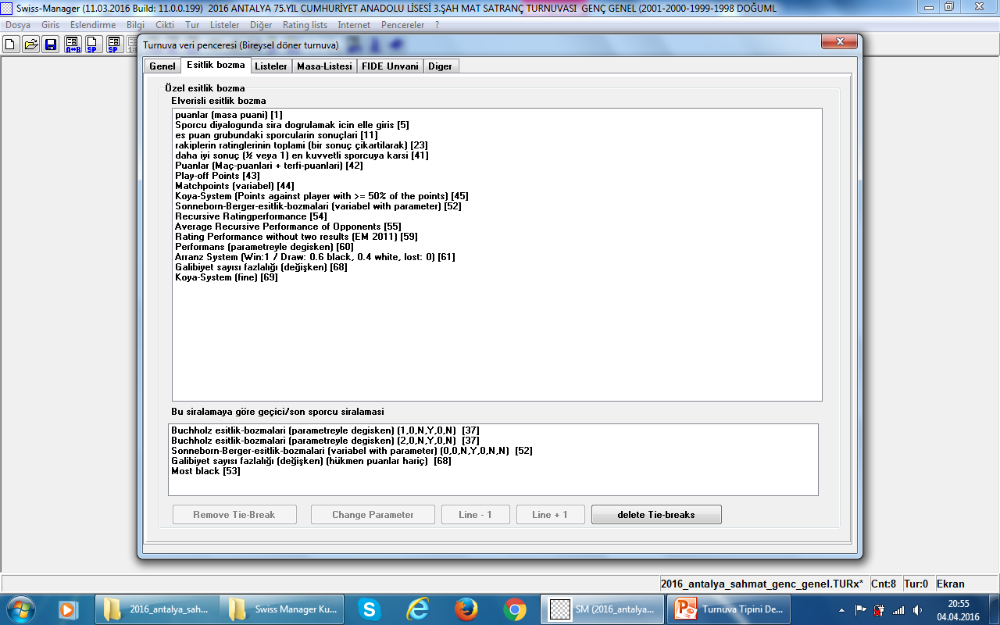 Swiss-Manager (11.03.2016 Build: 11.0.0.199)  2016 ANTALYA 75.YIL CUMHURİYET ANADOLU LİSESİ 3.ŞAH MAT SATRANÇ TURNUVASI  GENÇ GENEL (2001-2000-1999-1998 DOĞUML
Dosya Giris Eslendirme Bilgi Cikti Tur Listeler Diğer Rating lists Internet Pencereler ?
A↔B SP SP
Turnuva veri penceresi (Bireysel döner turnuva)
Genel Esitlik bozma Listeler Masa-Listesi FIDE Unvani Diger
Özel esitlik bozma
Elverisli esitlik bozma
puanlar (masa puani) [1]
Sporcu diyalogunda sira dogrulamak icin elle giris [5]
es puan grubundaki sporcularin sonuçlari [11]
rakiplerin ratinglerinin toplami (bir sonuç çikartilarak) [23]
daha iyi sonuç (½ veya 1) en kuvvetli sporcuya karsi [41]
Puanlar (Maç-puanlari + terfi-puanlari) [42]
Play-off Points [43]
Matchpoints (variabel) [44]
Koya-System (Points against player with >= 50% of the points) [45]
Sonneborn-Berger-esitlik-bozmalari (variabel with parameter) [52]
Recursive Ratingperformance [54]
Average Recursive Performance of Opponents [55]
Rating Performance without two results (EM 2011) [59]
Performans (parametreyle degisken) [60]
Arranz System (Win:1 / Draw: 0.6 black, 0.4 white, lost: 0) [61]
Galibiyet sayısı fazlalığı (değişken) [68]
Koya-System (fine) [69]
Bu siralamaya göre geçici/son sporcu siralamasi
Buchholz esitlik-bozmalari (parametreyle degisken) (1,0,N,Y,0,N)  [37]
Buchholz esitlik-bozmalari (parametreyle degisken) (2,0,N,Y,0,N)  [37]
Sonneborn-Berger-esitlik-bozmalari (variabel with parameter) (0,0,N,Y,0,N,N)  [52]
Galibiyet sayısı fazlalığı (değişken) (hükmen puanlar hariç)  [68]
Most black [53]
Remove Tie-Break Change Parameter Line - 1 Line + 1 delete Tie-breaks
2016_antalya_sahmat_genc_genel.TURx* Cnt:8 Tur:0 Ekran
2016_antalya_sah... Swiss Manager Ku... SM (2016_antalya... Turnuva Tipini De... 20:55
04.04.2016